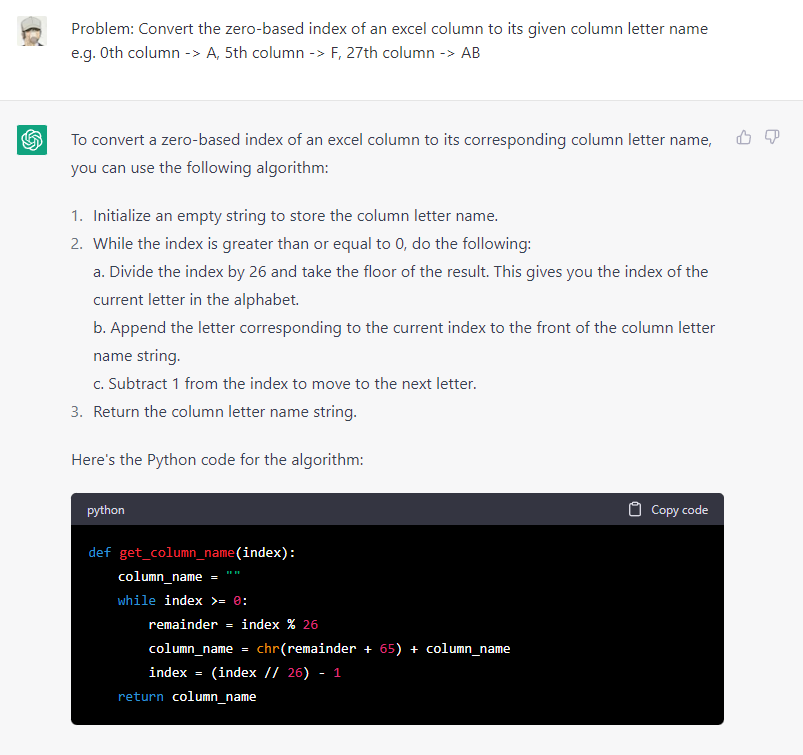 Problem: Convert the zero-based index of an excel column to its given column letter name
e.g. 0th column -> A, 5th column -> F, 27th column -> AB
To convert a zero-based index of an excel column to its corresponding column letter name,
you can use the following algorithm:
1. Initialize an empty string to store the column letter name.
2. While the index is greater than or equal to 0, do the following:
a. Divide the index by 26 and take the floor of the result. This gives you the index of the
current letter in the alphabet.
b. Append the letter corresponding to the current index to the front of the column letter
name string.
c. Subtract 1 from the index to move to the next letter.
3. Return the column letter name string.
Here's the Python code for the algorithm:
python Copy code
def get_column_name(index):
    column_name = ""
    while index >= 0:
        remainder = index % 26
        column_name = chr(remainder + 65) + column_name
        index = (index // 26) - 1
    return column_name